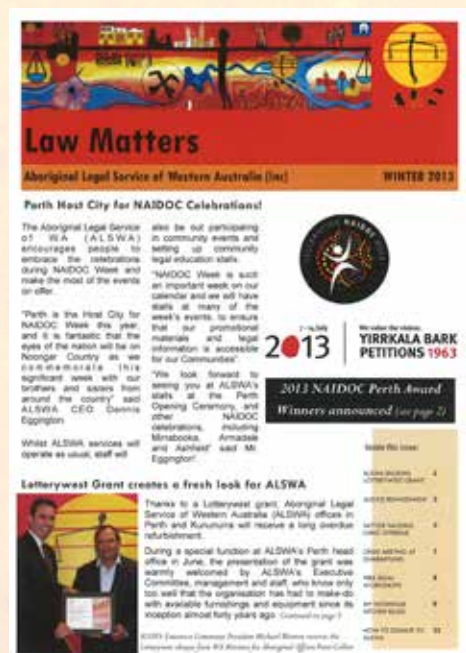 Law Matters
Aboriginal Legal Service of Western Australia (Inc)
WINTER 2013
Perth Host City for NAIDOC Celebrations!
The Aboriginal Legal Service
of WA (ALSWA)
encourages people to
embrace the celebrations
during NAIDOC Week and
make the most of the events
on offer.
"Perth is the Host City for
NAIDOC Week this year,
and it is fantastic that the
eyes of the nation will be on
Noongar Country as we
commemorate this
significant week with our
brothers and sisters from
around the country" said
ALSWA CEO Dennis
Eggington.
Whilst ALSWA services will
operate as usual, staff will
also be out participating
in community events and
setting up community
legal education stalls.
"NAIDOC Week is such
an important week on our
calendar and we will have
stalls at many of the
week's events, to ensure
that our promotional
materials and legal
information is accessible
for our Communities"
"We look forward to
seeing you at ALSWA's
stalls at the Perth
Opening Ceremony, and
other NAIDOC
celebrations, including
Mirrabooka, Armadale
and Ashfield" said Mr.
Eggington!
2013
We value the vision:
YIRRKALA BARK
PETITIONS 1963
2013 NAIDOC Perth Award
Winners announced (see page 2)
Inside this issue:
Lotterywest Grant creates a fresh look for ALSWA
Thanks to a Lotterywest grant, Aboriginal Legal
Service of Western Australia (ALSWA) offices in
Perth and Kununurra will receive a long overdue
refurbishment.
During a special function at ALSWA's Perth head
office in June, the presentation of the grant was
warmly welcomed by ALSWA's Executive
Committee, management and staff, who know only
too well that the organisation has had to make-do
with available furnishings and equipment since its
inception almost forty years ago. Continued on page